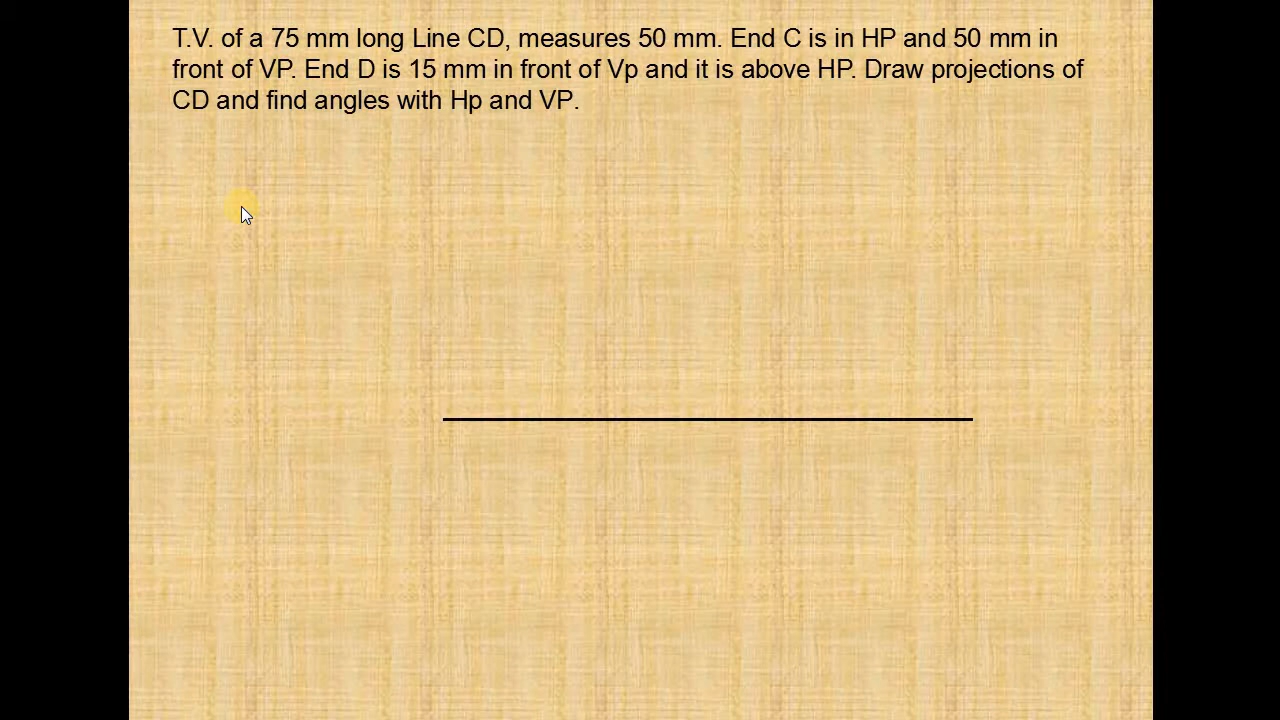 T.V. of a 75 mm long Line CD, measures 50 mm. End C is in HP and 50 mm in
front of VP. End D is 15 mm in front of Vp and it is above HP. Draw projections of
CD and find angles with Hp and VP.